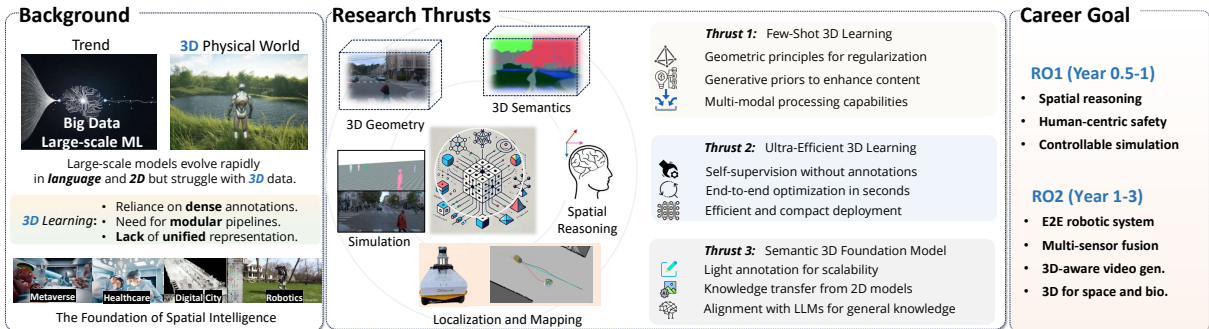 Background
Trend
3D Physical World
Big Data
Large-scale ML
Large-scale models evolve rapidly
in language and 2D but struggle with 3D data.
3D Learning:
• Reliance on dense annotations.
• Need for modular pipelines.
• Lack of unified representation.
Metaverse
Healthcare
Digital City
Robotics
The Foundation of Spatial Intelligence
Research Thrusts
3D Geometry
3D Semantics
Simulation
Spatial
Reasoning
Localization and Mapping
Thrust 1: Few-Shot 3D Learning
Geometric principles for regularization
Generative priors to enhance content
Multi-modal processing capabilities
Thrust 2: Ultra-Efficient 3D Learning
Self-supervision without annotations
End-to-end optimization in seconds
Efficient and compact deployment
Thrust 3: Semantic 3D Foundation Model
Light annotation for scalability
Knowledge transfer from 2D models
Alignment with LLMs for general knowledge
Career Goal
RO1 (Year 0.5-1)
• Spatial reasoning
• Human-centric safety
• Controllable simulation
RO2 (Year 1-3)
• E2E robotic system
• Multi-sensor fusion
• 3D-aware video gen.
• 3D for space and bio.